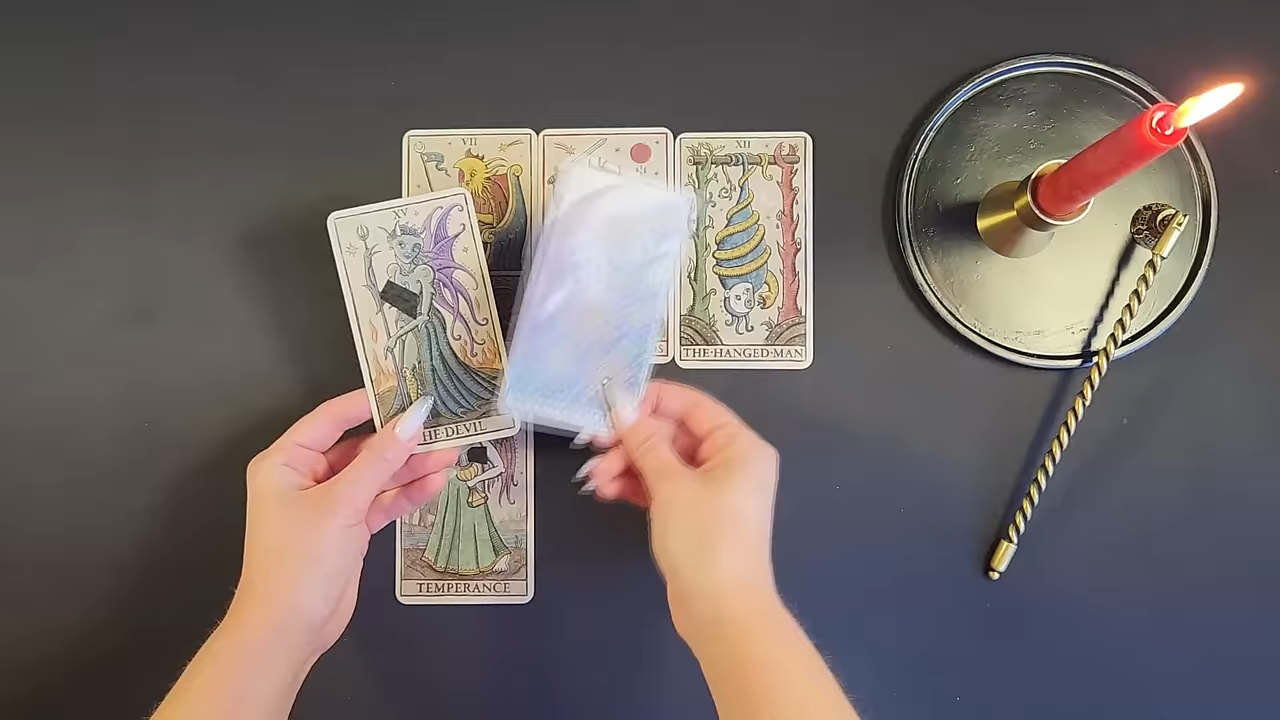 VII
XII
XV
THE·HANGED·MAN
HE·DEVIL
TEMPERANCE